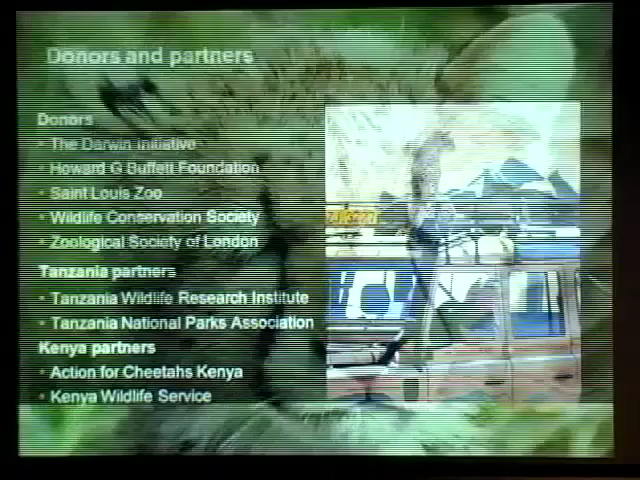 Donors and partners
Donors
• The Darwin Initiative
• Howard G Buffett Foundation
• Saint Louis Zoo
• Wildlife Conservation Society
• Zoological Society of London
Tanzania partners
• Tanzania Wildlife Research Institute
• Tanzania National Parks Association
Kenya partners
• Action for Cheetahs Kenya
• Kenya Wildlife Service